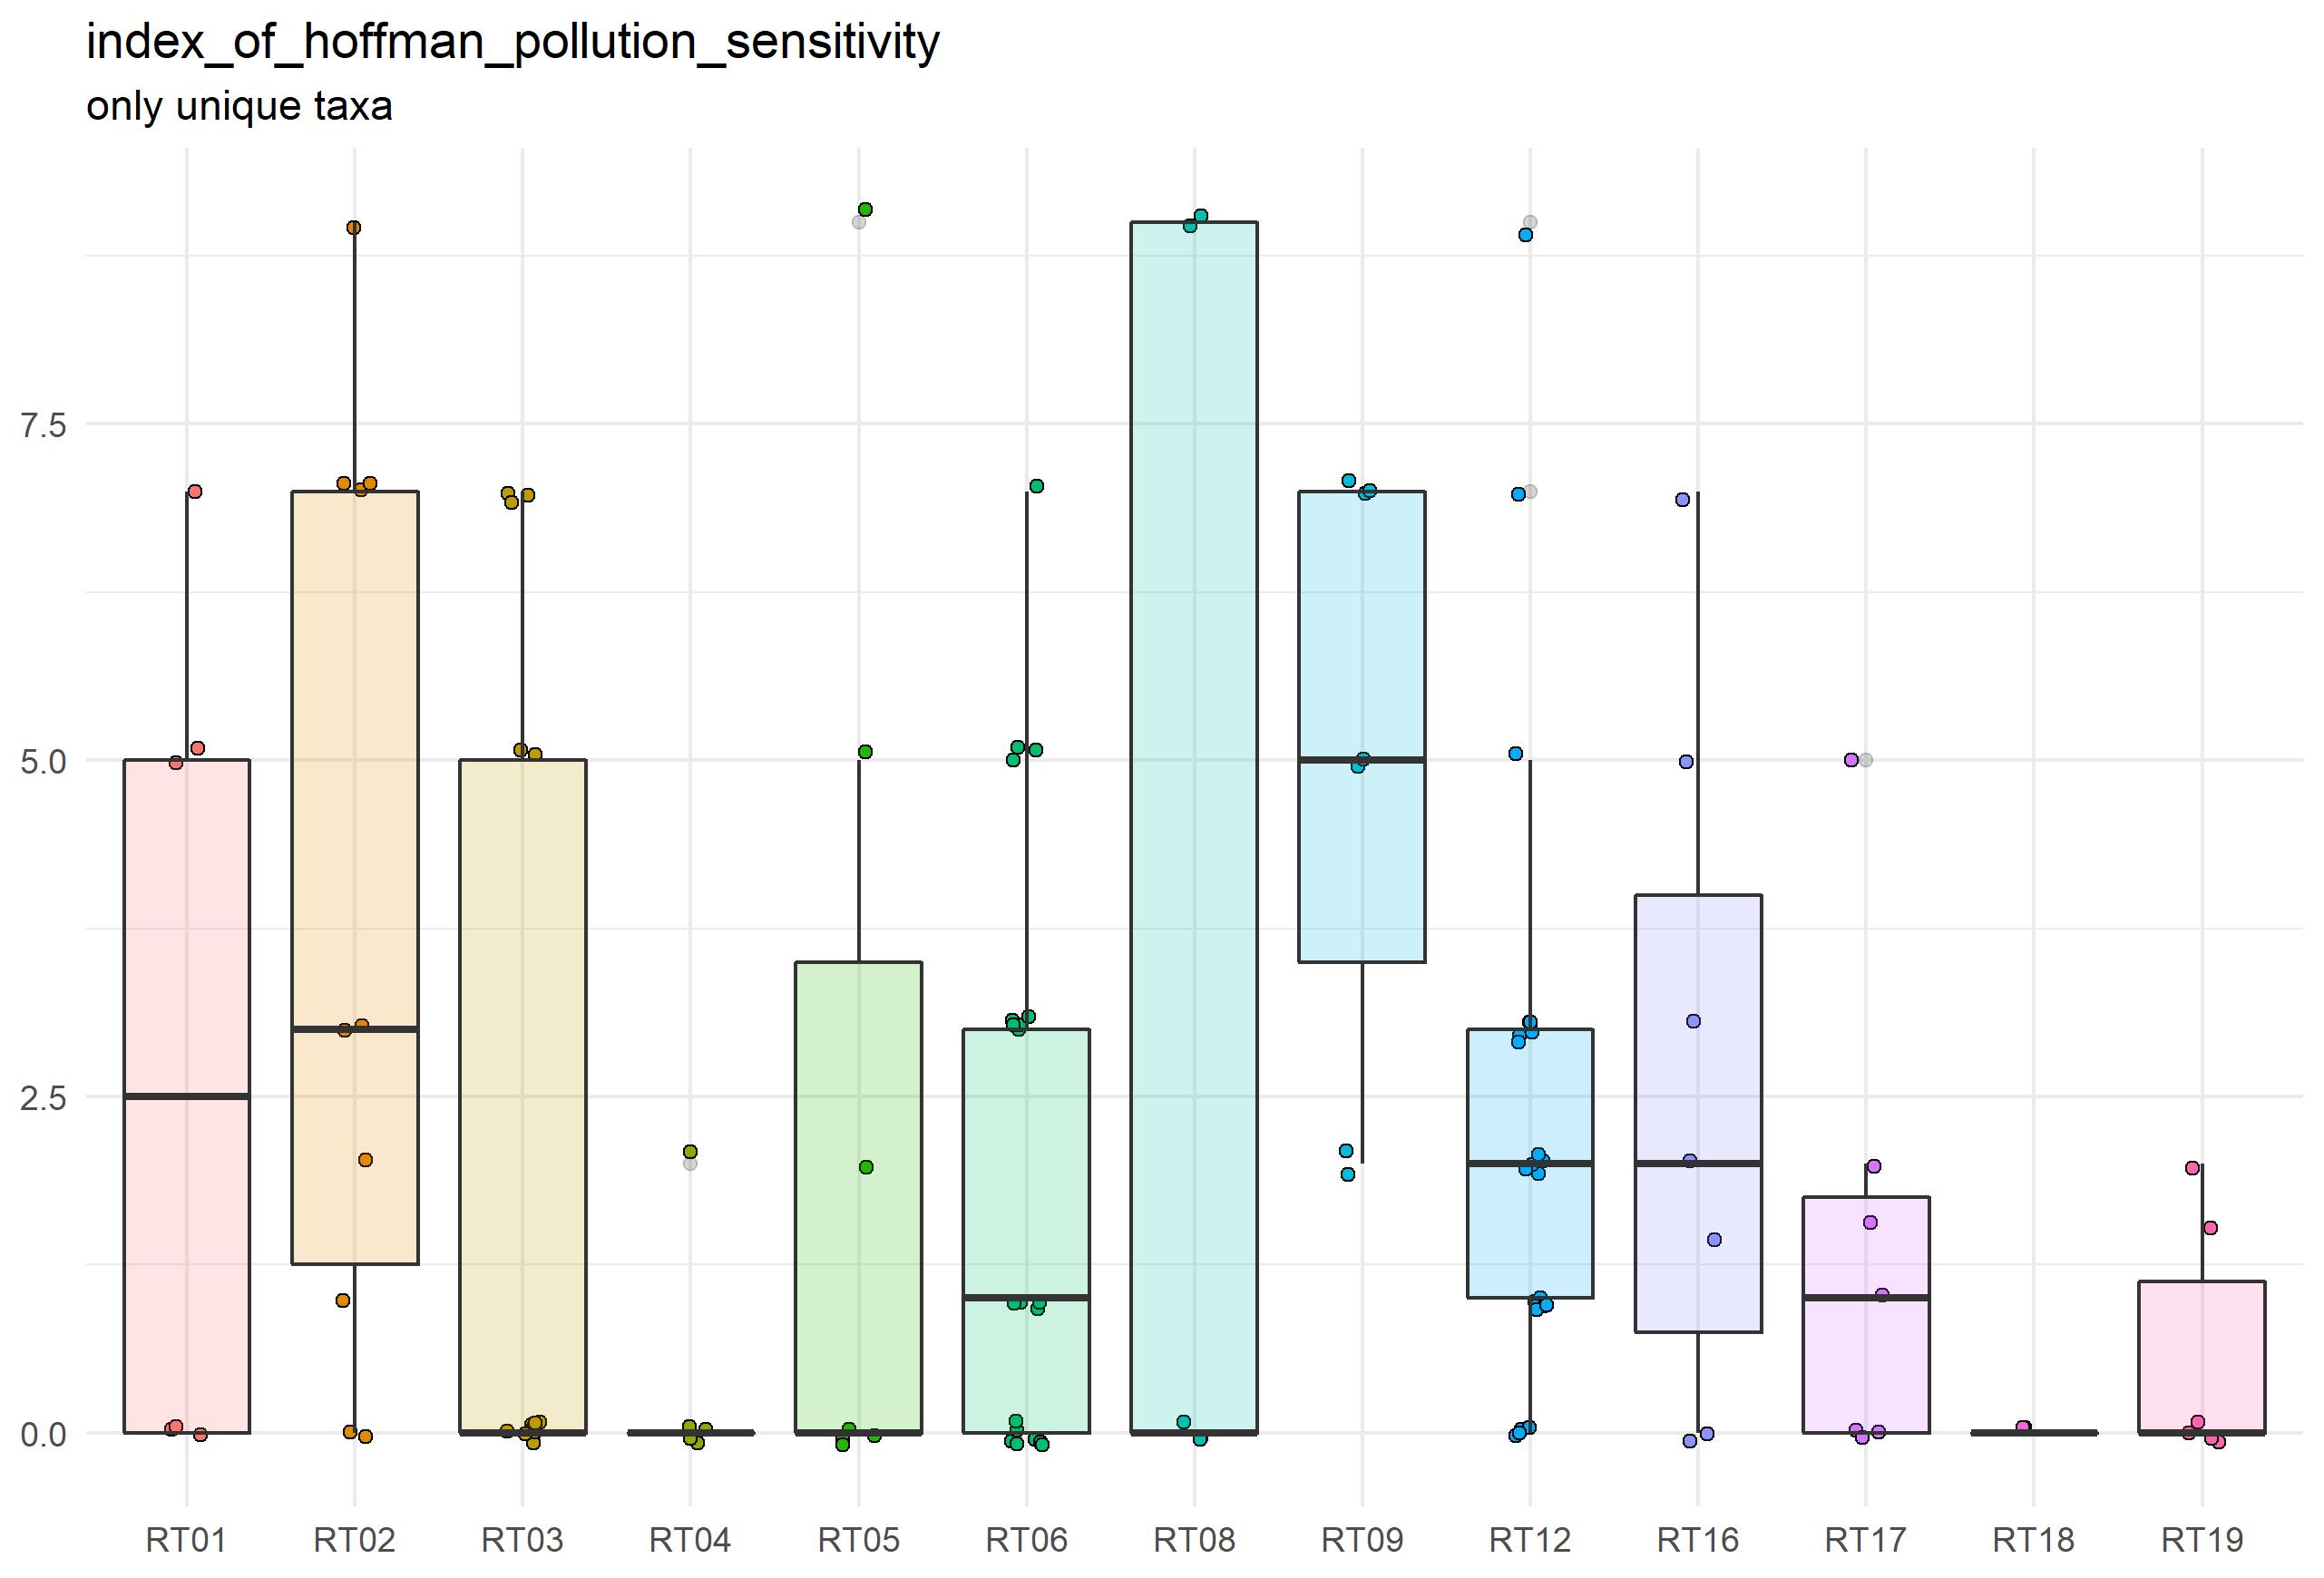 index_of_hoffman_pollution_sensitivity
only unique taxa
7.5
5.0
2.5
0.0
RT01 RT02 RT03 RT04 RT05 RT06 RT08 RT09 RT12 RT16 RT17 RT18 RT19